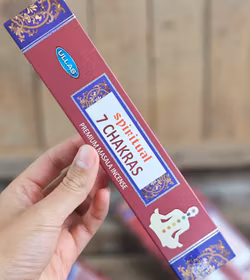 ULLAS
spiritual
7 CHAKRAS
PREMIUM MASALA INCENSE